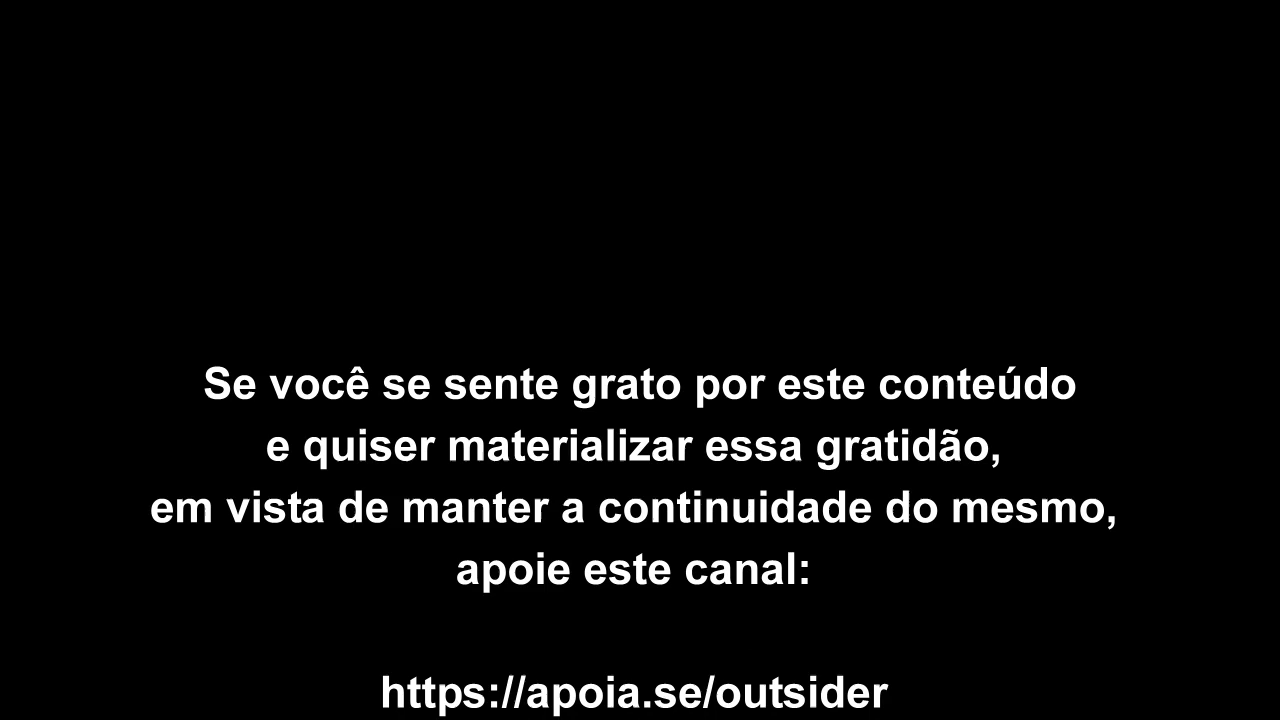 Se você se sente grato por este conteúdo
e quiser materializar essa gratidão,
em vista de manter a continuidade do mesmo,
apoie este canal:
https://apoia.se/outsider